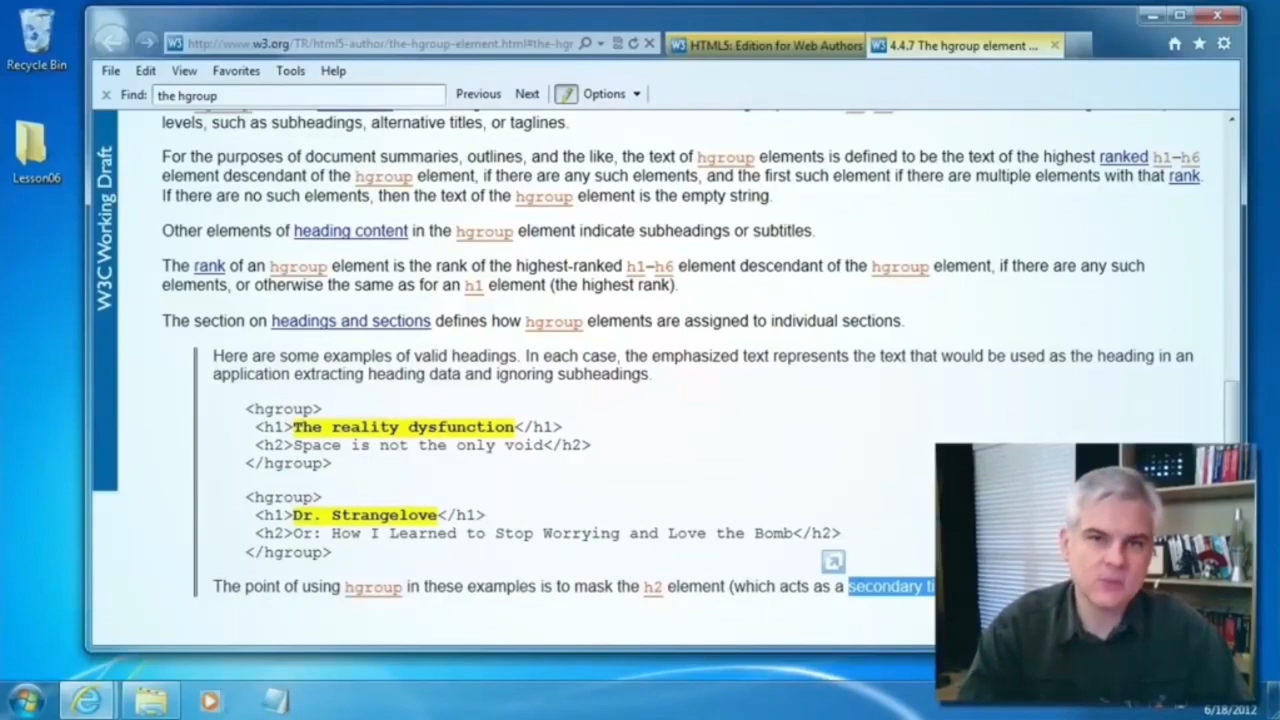 Recycle Bin
Lesson06
http://www.w3.org/TR/html5-author/the-hgroup-element.html#the-hgr
HTML5: Edition for Web Authors
4.4.7 The hgroup element ...
File Edit View Favorites Tools Help
Find: the hgroup Previous Next Options
W3C Working Draft
levels, such as subheadings, alternative titles, or taglines.
For the purposes of document summaries, outlines, and the like, the text of hgroup elements is defined to be the text of the highest ranked h1–h6
element descendant of the hgroup element, if there are any such elements, and the first such element if there are multiple elements with that rank.
If there are no such elements, then the text of the hgroup element is the empty string.
Other elements of heading content in the hgroup element indicate subheadings or subtitles.
The rank of an hgroup element is the rank of the highest-ranked h1–h6 element descendant of the hgroup element, if there are any such
elements, or otherwise the same as for an h1 element (the highest rank).
The section on headings and sections defines how hgroup elements are assigned to individual sections.
Here are some examples of valid headings. In each case, the emphasized text represents the text that would be used as the heading in an
application extracting heading data and ignoring subheadings.
<hgroup>
<h1>The reality dysfunction</h1>
<h2>Space is not the only void</h2>
</hgroup>
<hgroup>
<h1>Dr. Strangelove</h1>
<h2>Or: How I Learned to Stop Worrying and Love the Bomb</h2>
</hgroup>
The point of using hgroup in these examples is to mask the h2 element (which acts as a secondary ti
6/18/2012